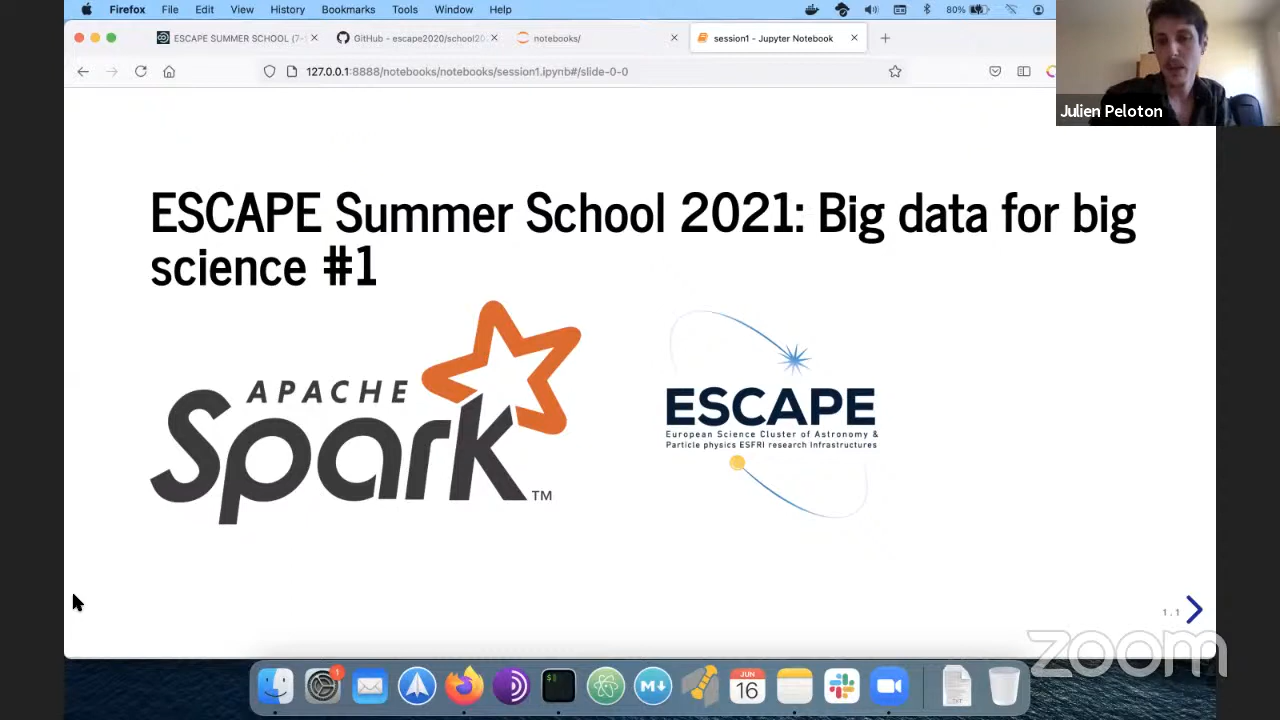 Firefox File Edit View History Bookmarks Tools Window Help 80%
ESCAPE SUMMER SCHOOL (7-
GitHub - escape2020/school20
notebooks/
session1 - Jupyter Notebook
127.0.0.1:8888/notebooks/notebooks/session1.ipynb#/slide-0-0
Julien Peloton
ESCAPE Summer School 2021: Big data for big
science #1
APACHE
Spark
TM
ESCAPE
European Science Cluster of Astronomy &
Particle physics ESFRI research Infrastructures
1.1
zoom
1
$
M
JUN
16